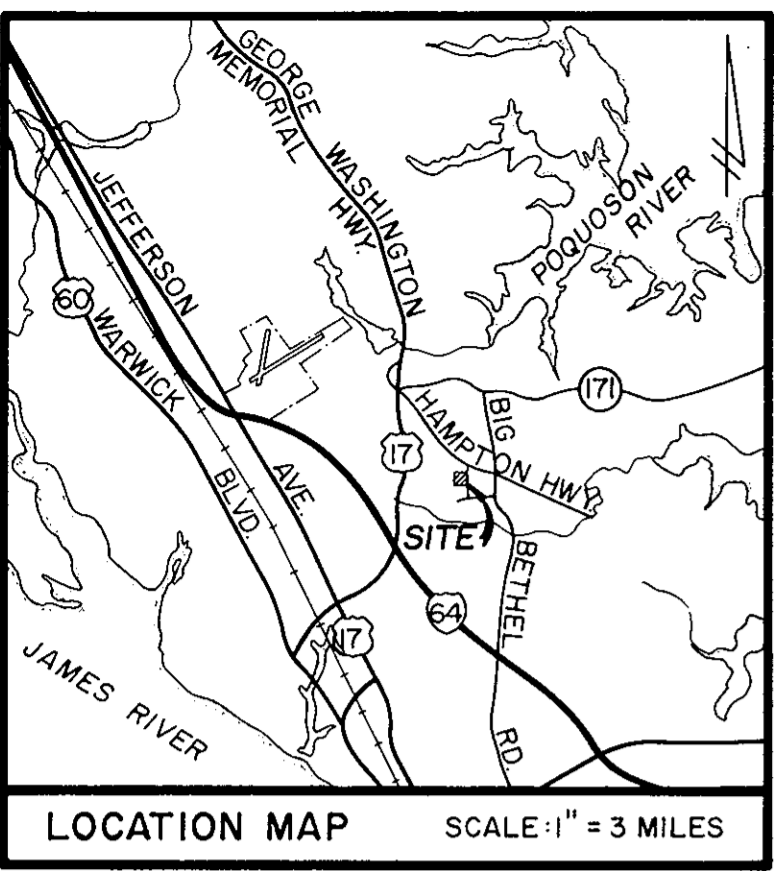 GEORGE WASHINGTON
MEMORIAL HWY.
JEFFERSON AVE.
POQUOSON
RIVER
60
WARWICK BLVD.
171
BIG BETHEL RD.
HAMPTON HWY.
17
SITE
64
17
JAMES RIVER
LOCATION MAP SCALE:1" = 3 MILES